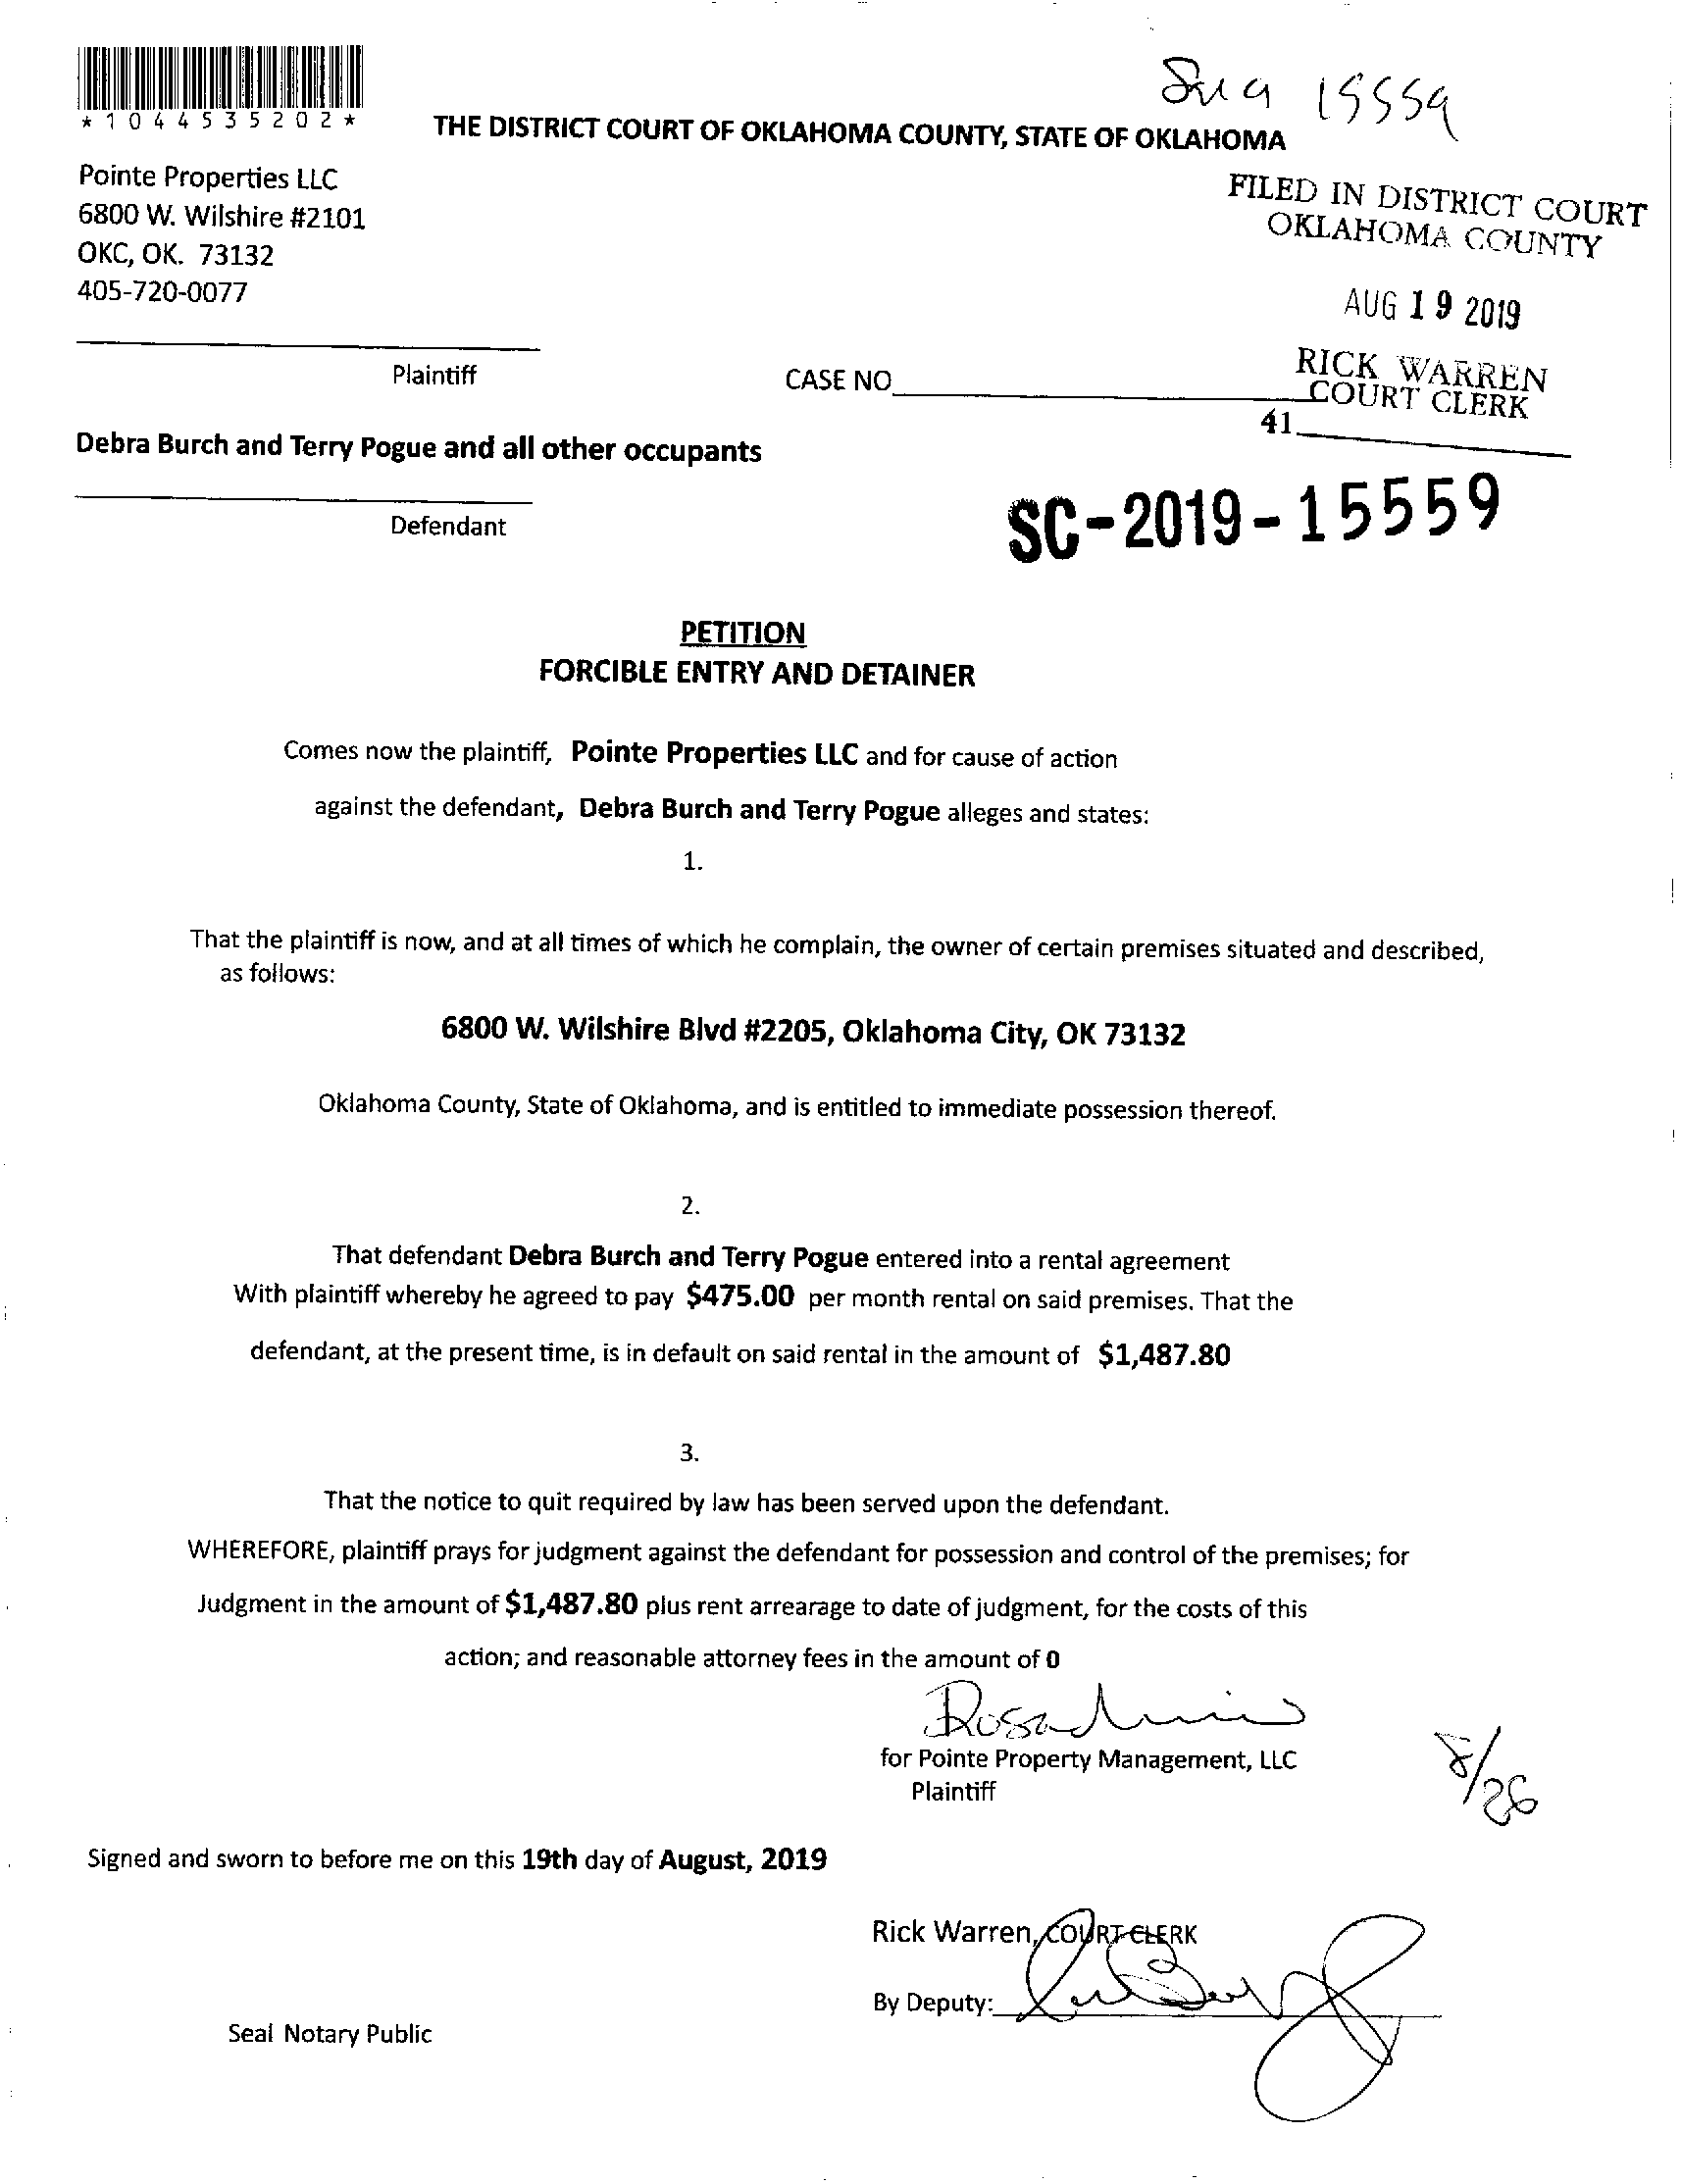 *1044535202*
15559
THE DISTRICT COURT OF OKLAHOMA COUNTY, STATE OF OKLAHOMA
Pointe Properties LLC
6800 W. Wilshire #2101
OKC, OK. 73132
405-720-0077
FILED IN DISTRICT COURT
OKLAHOMA COUNTY
AUG 19 2019
RICK WARREN
COURT CLERK
41
Plaintiff
CASE NO
Debra Burch and Terry Pogue and all other occupants
Defendant
SC-2019-15559
PETITION
FORCIBLE ENTRY AND DETAINER
Comes now the plaintiff, Pointe Properties LLC and for cause of action
against the defendant, Debra Burch and Terry Pogue alleges and states:
1.
That the plaintiff is now, and at all times of which he complain, the owner of certain premises situated and described,
as follows:
6800 W. Wilshire Blvd #2205, Oklahoma City, OK 73132
Oklahoma County, State of Oklahoma, and is entitled to immediate possession thereof.
2.
That defendant Debra Burch and Terry Pogue entered into a rental agreement
With plaintiff whereby he agreed to pay $475.00 per month rental on said premises. That the
defendant, at the present time, is in default on said rental in the amount of $1,487.80
3.
That the notice to quit required by law has been served upon the defendant.
WHEREFORE, plaintiff prays for judgment against the defendant for possession and control of the premises; for
Judgment in the amount of $1,487.80 plus rent arrearage to date of judgment, for the costs of this
action; and reasonable attorney fees in the amount of 0
for Pointe Property Management, LLC
Plaintiff
8/26
Signed and sworn to before me on this 19th day of August, 2019
Rick Warren, COURT CLERK
By Deputy:
Seal Notary Public